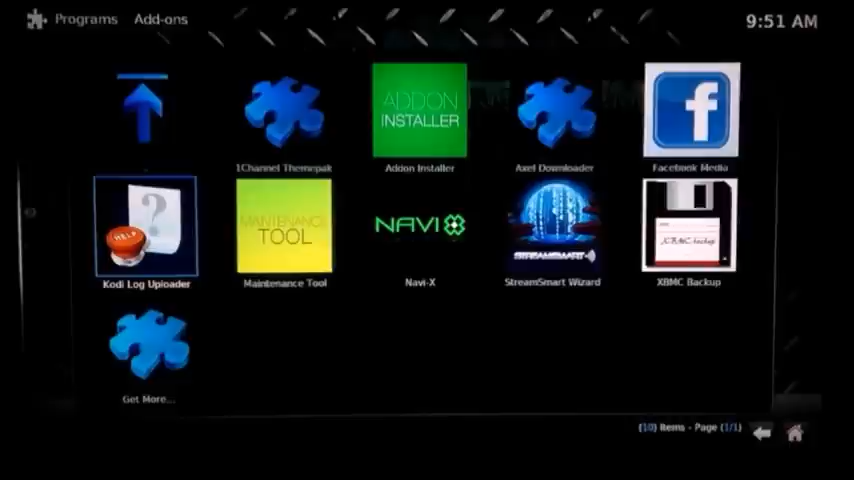 Programs Add-ons
9:51 AM
1Channel Themepak
ADDON
INSTALLER
Addon Installer
Axel Downloader
f
Facebook Media
?
HELP
Kodi Log Uploader
MAINTENANCE
TOOL
Maintenance Tool
NAVI X
Navi-X
STREAMSMART
StreamSmart Wizard
XBMC backup
XBMC Backup
Get More...
(10) Items - Page (1/1)